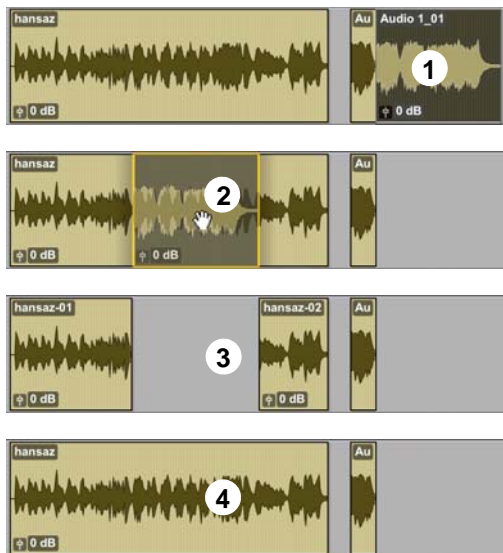 hansaz Au Audio 1_01
1
0 dB 0 dB
hansaz Au
2
0 dB 0 dB
hansaz-01 hansaz-02 Au
3
0 dB 0 dB
hansaz Au
4
0 dB